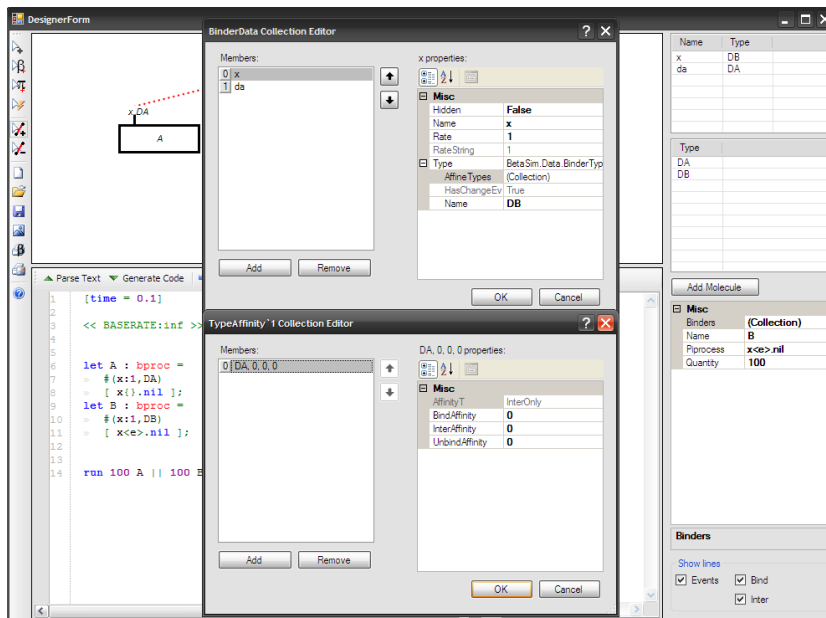 DesignerForm
x DA
A
Parse Text Generate Code
1 [time = 0.1]
2
3 << BASERATE:inf >>
4
5
6 let A : bproc =
7 » #(x:1,DA)
8 » [ x{}.nil ];
9 let B : bproc =
10 » #(x:1,DB)
11 » [ x<e>.nil ];
12
13
14 run 100 A || 100 B
BinderData Collection Editor
Members:
0 x
1 da
Add Remove
x properties:
Misc
Hidden False
Name x
Rate 1
RateString 1
Type BetaSim.Data.BinderTyp
AffineTypes (Collection)
HasChangeEv True
Name DB
OK Cancel
TypeAffinity`1 Collection Editor
Members:
0 DA, 0, 0, 0
Add Remove
DA, 0, 0, 0 properties:
Misc
AffinityT InterOnly
BindAffinity 0
InterAffinity 0
UnbindAffinity 0
OK Cancel
Name Type
x DB
da DA
Type
DA
DB
Add Molecule
Misc
Binders (Collection)
Name B
Piprocess x<e>.nil
Quantity 100
Binders
Show lines
Events Bind
Inter